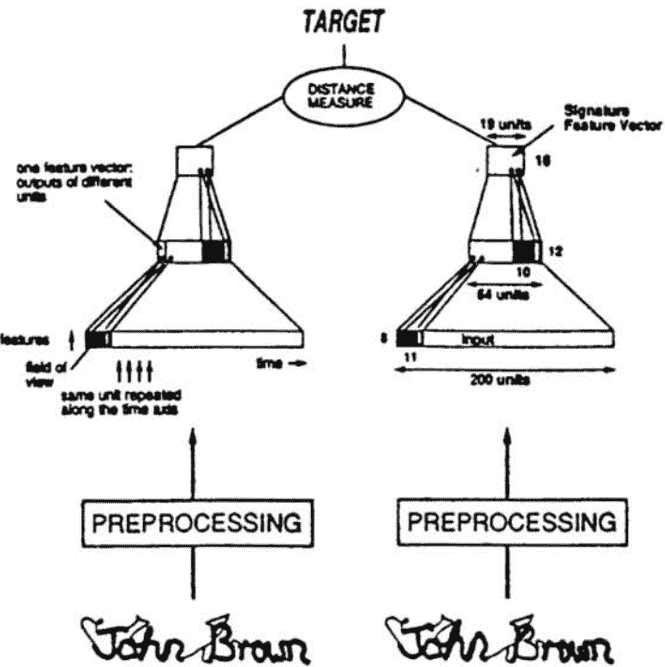 TARGET
DISTANCE
MEASURE
19 units
Signature
Feature Vector
16
one feature vector:
outputs of different
units
12
10
64 units
features
field of
view
time
same unit repeated
along the time axis
8
11
input
200 units
PREPROCESSING
PREPROCESSING
John Brown
John Brown